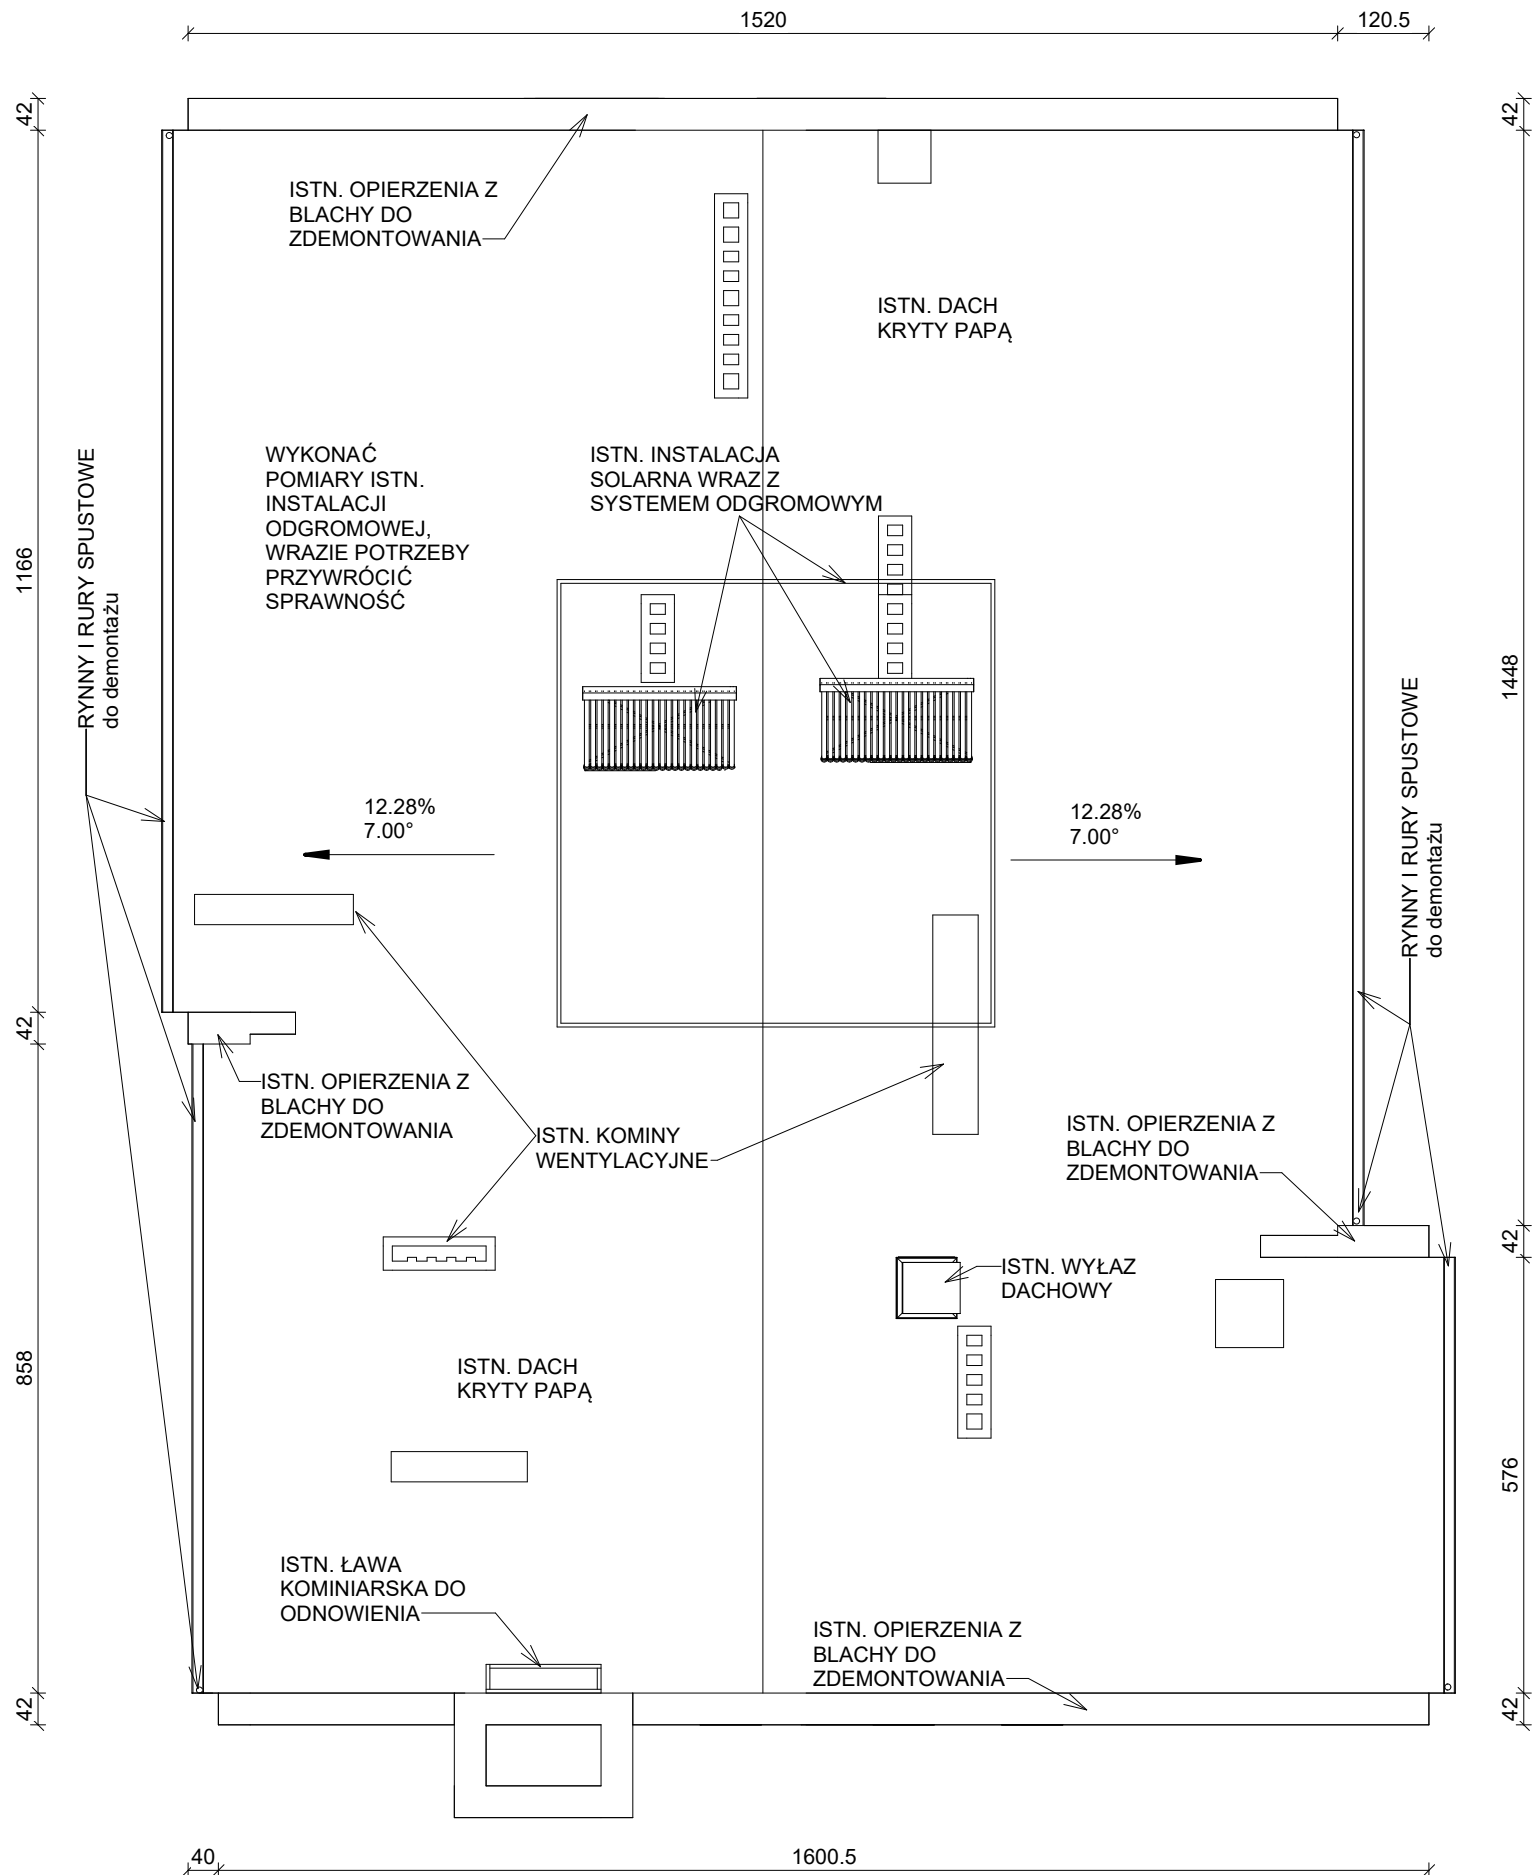 1520
120.5
42
42
ISTN. OPIERZENIA Z
BLACHY DO
ZDEMONTOWANIA
ISTN. DACH
KRYTY PAPĄ
WYKONAĆ
POMIARY ISTN.
INSTALACJI
ODGROMOWEJ,
WRAZIE POTRZEBY
PRZYWRÓCIĆ
SPRAWNOŚĆ
ISTN. INSTALACJA
SOLARNA WRAZ Z
SYSTEMEM ODGROMOWYM
RYNNY I RURY SPUSTOWE
do demontażu
1166
1448
RYNNY I RURY SPUSTOWE
do demontażu
12.28%
7.00°
12.28%
7.00°
42
ISTN. OPIERZENIA Z
BLACHY DO
ZDEMONTOWANIA
ISTN. KOMINY
WENTYLACYJNE
ISTN. OPIERZENIA Z
BLACHY DO
ZDEMONTOWANIA
42
ISTN. WYŁAZ
DACHOWY
858
ISTN. DACH
KRYTY PAPĄ
576
ISTN. ŁAWA
KOMINIARSKA DO
ODNOWIENIA
ISTN. OPIERZENIA Z
BLACHY DO
ZDEMONTOWANIA
42
42
40
1600.5